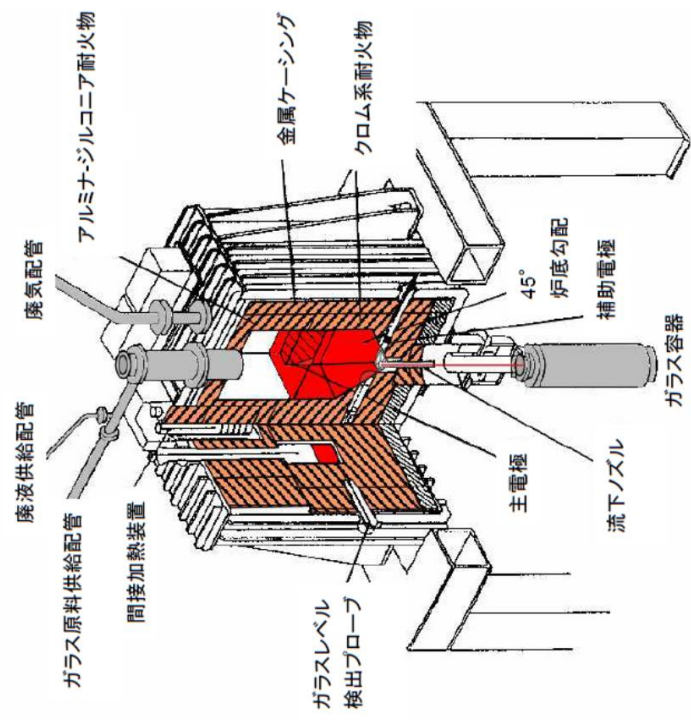 廃液供給配管
廃気配管
アルミナ-ジルコニア耐火物
ガラス原料供給配管
間接加熱装置
金属ケーシング
クロム系耐火物
ガラスレベル
検出プローブ
主電極
流下ノズル
45°
炉底勾配
補助電極
ガラス容器